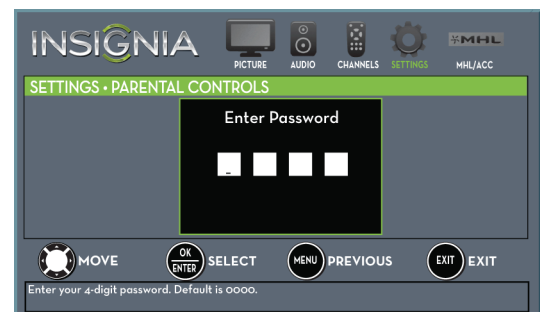 INSIGNIA
PICTURE AUDIO CHANNELS SETTINGS MHL MHL/ACC
SETTINGS • PARENTAL CONTROLS
Enter Password
_
MOVE OK ENTER SELECT MENU PREVIOUS EXIT EXIT
Enter your 4-digit password. Default is 0000.